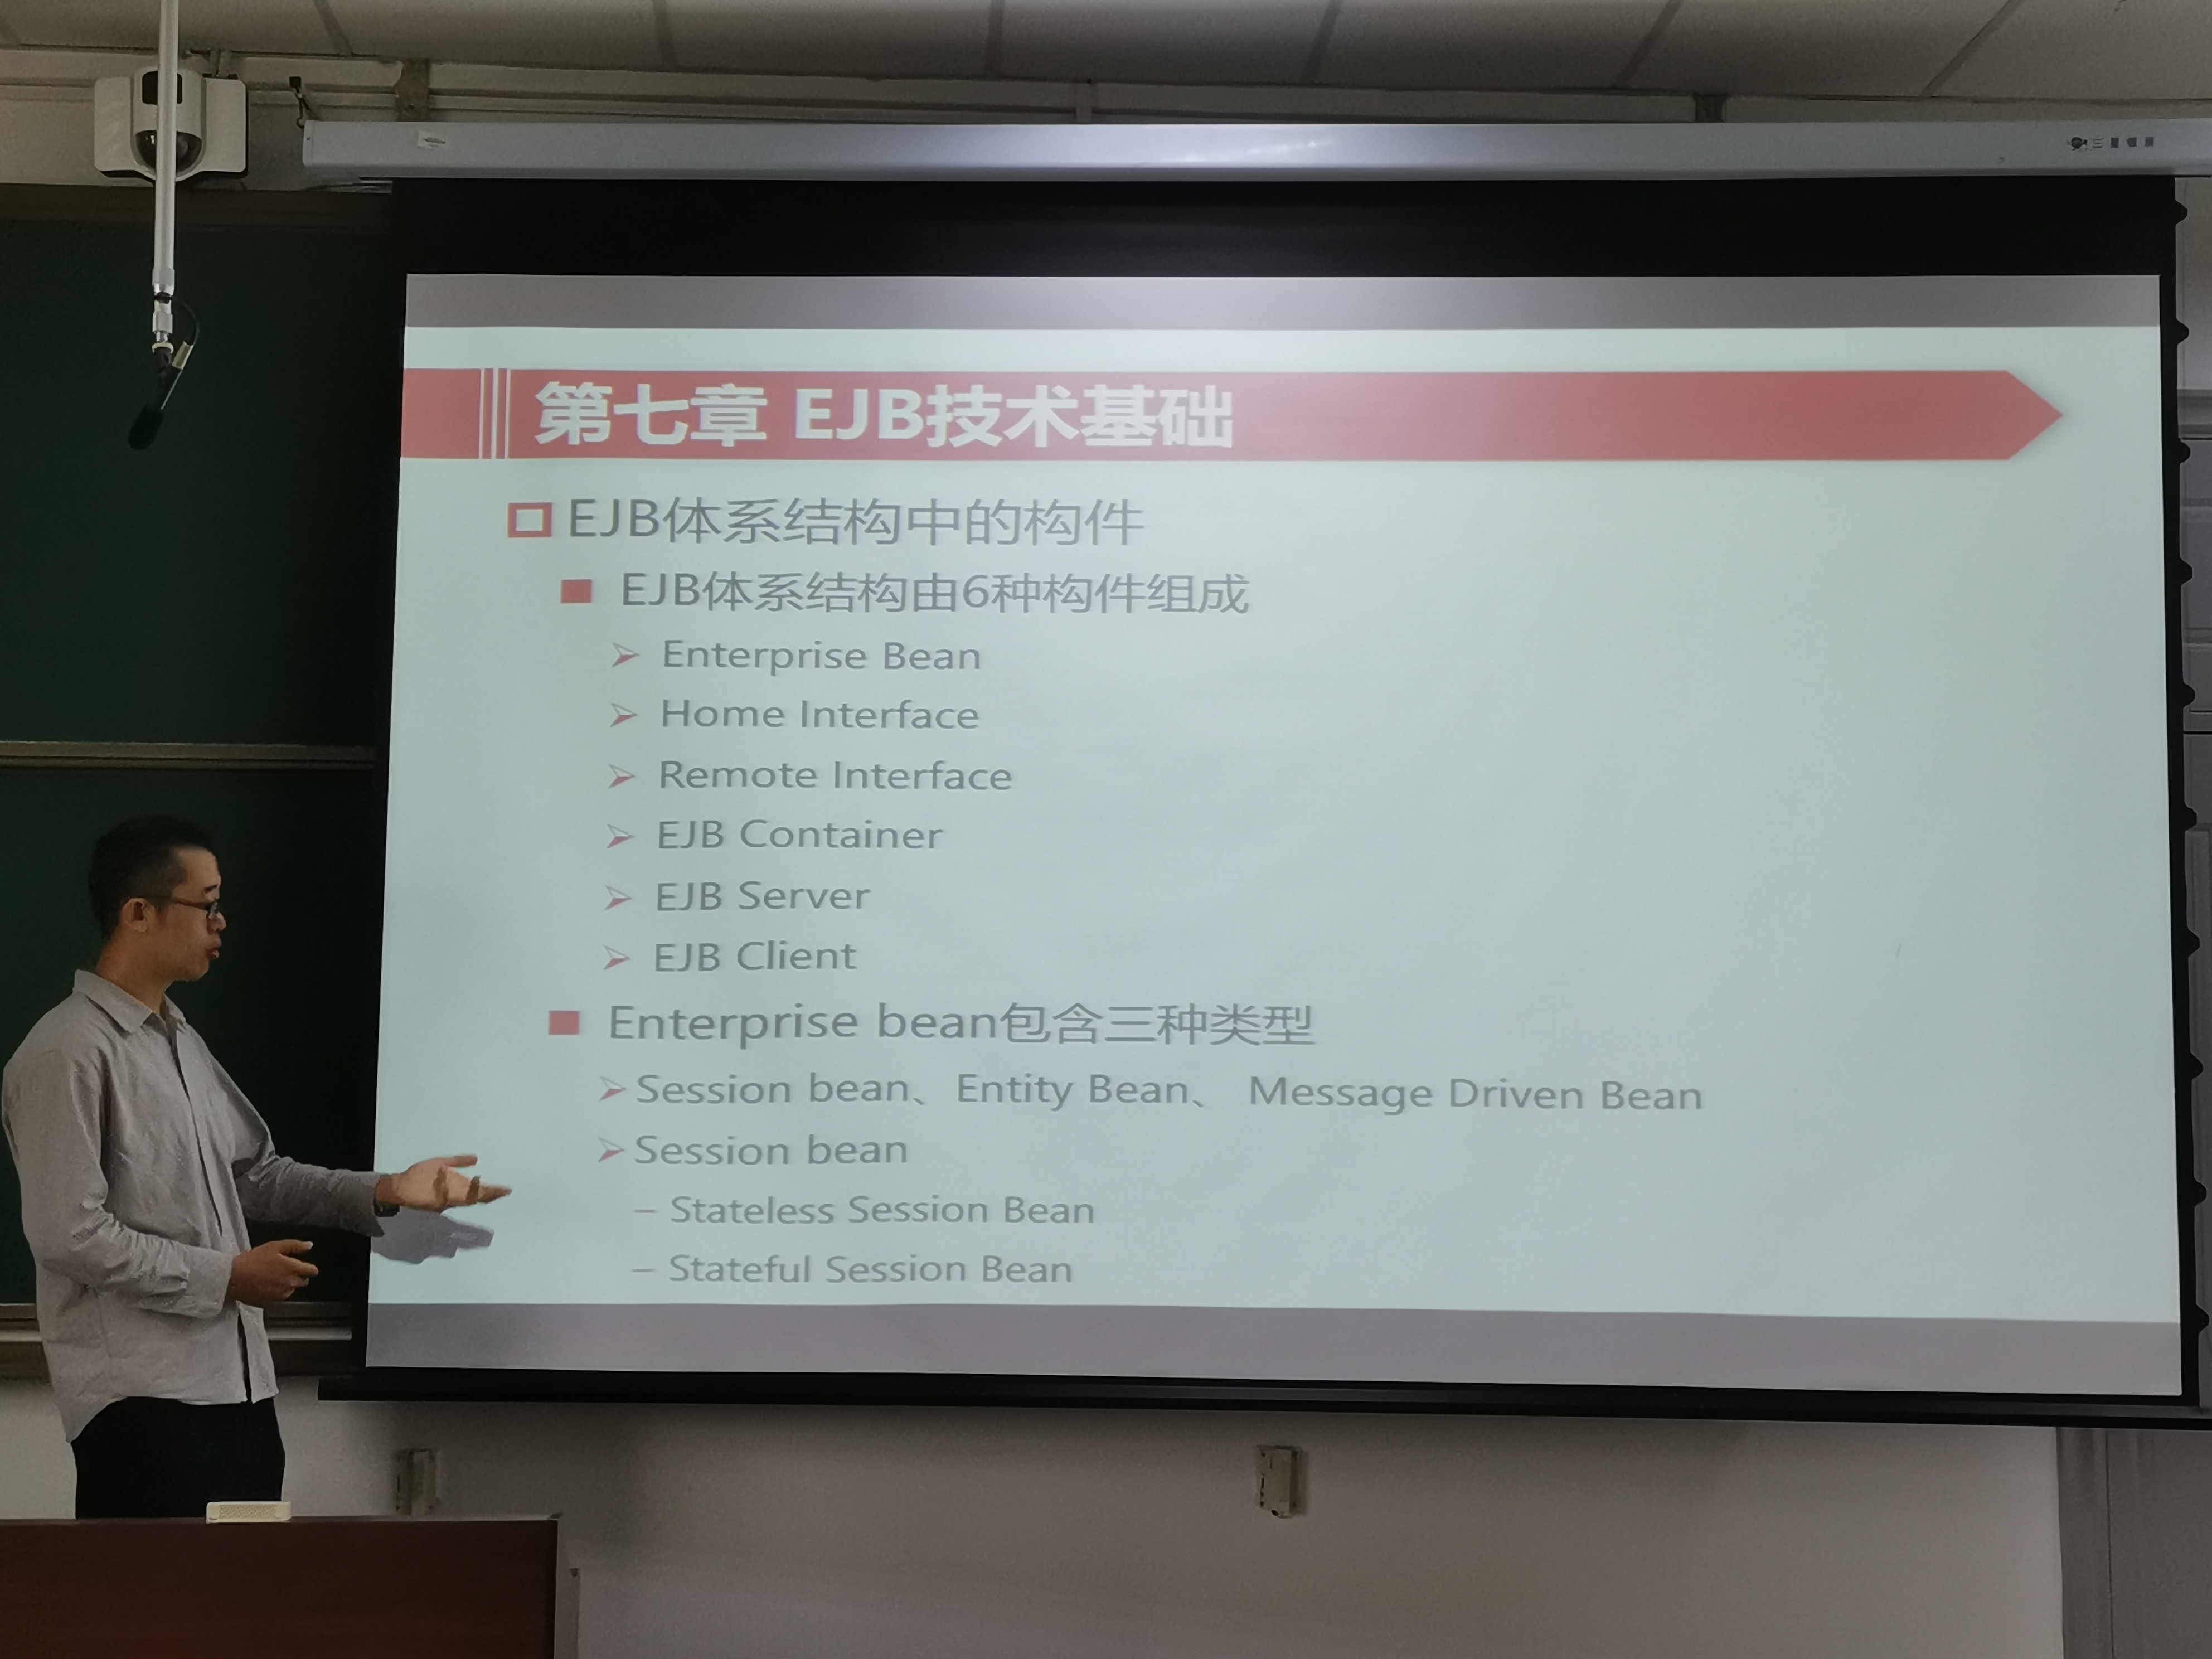 第七章 EJB技术基础
EJB体系结构中的构件
EJB体系结构由6种构件组成
Enterprise Bean
Home Interface
Remote Interface
EJB Container
EJB Server
EJB Client
Enterprise bean包含三种类型
Session bean、Entity Bean、 Message Driven Bean
Session bean
– Stateless Session Bean
– Stateful Session Bean